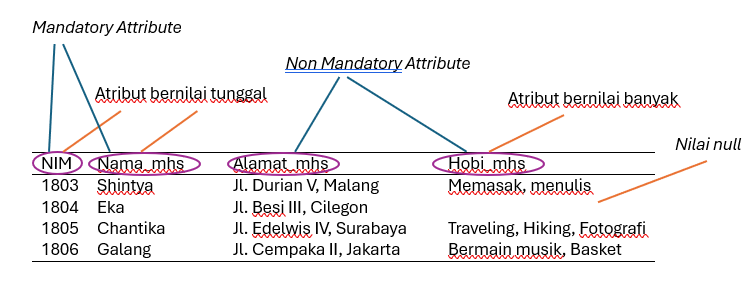 Mandatory Attribute
Non Mandatory Attribute
Atribut bernilai tunggal
Atribut bernilai banyak
Nilai null
NIM Nama_mhs Alamat_mhs Hobi_mhs
1803 Shintya Jl. Durian V, Malang Memasak, menulis
1804 Eka Jl. Besi III, Cilegon
1805 Chantika Jl. Edelwis IV, Surabaya Traveling, Hiking, Fotografi
1806 Galang Jl. Cempaka II, Jakarta Bermain musik, Basket